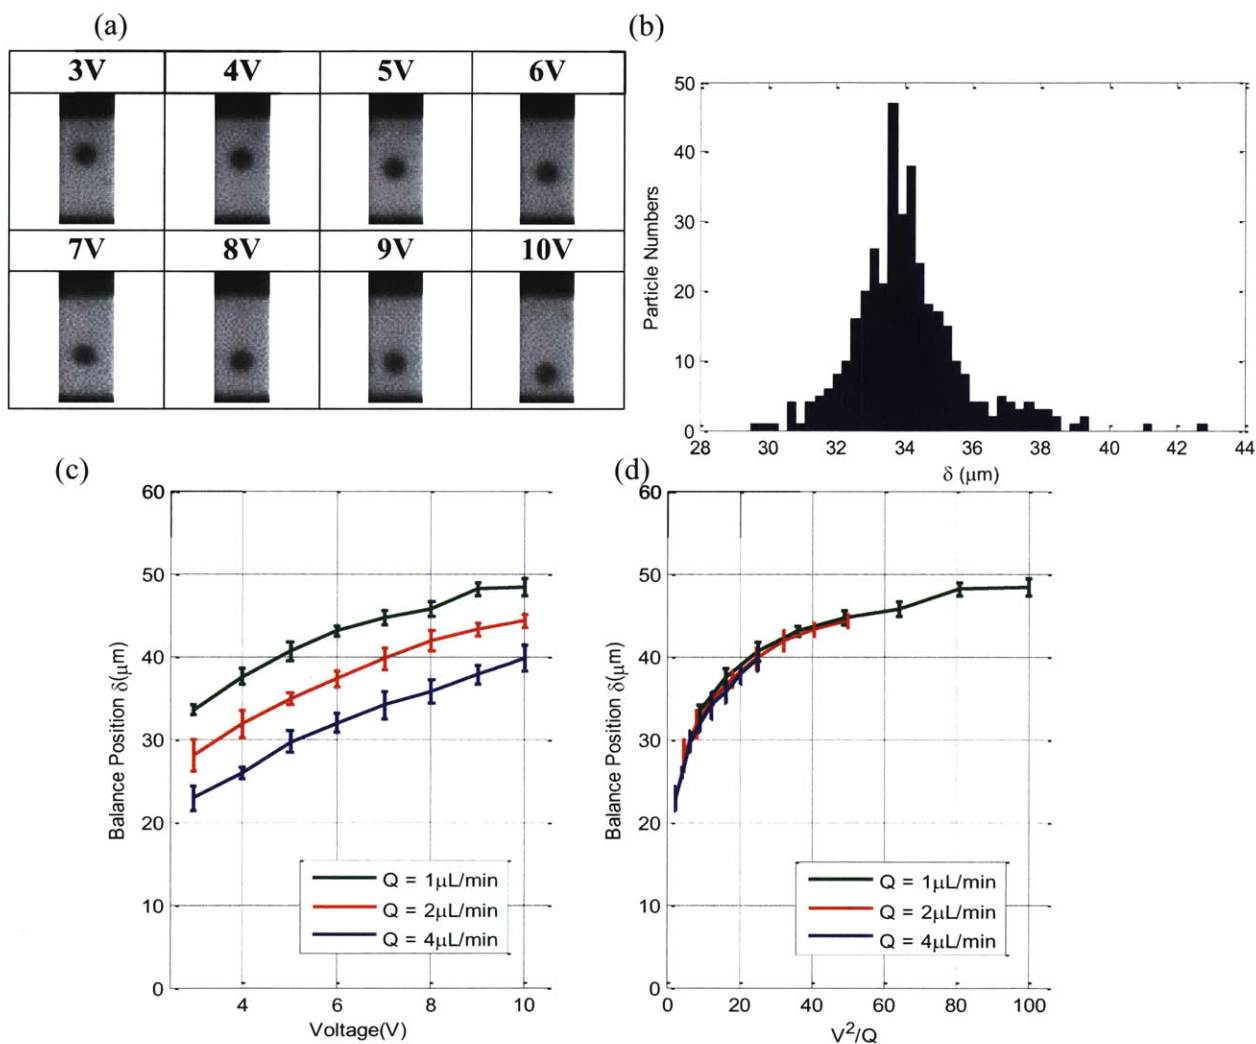 (a)
3V 4V 5V 6V
7V 8V 9V 10V
(b)
50
40
30
20
10
0
Particle Numbers
28 30 32 34 36 38 40 42 44
δ (μm)
(c)
60
50
40
30
20
10
0
Balance Position δ(μm)
4 6 8 10
Voltage(V)
Q = 1μL/min
Q = 2μL/min
Q = 4μL/min
(d)
60
50
40
30
20
10
0
Balance Position δ(μm)
0 20 40 60 80 100
V²/Q
Q = 1μL/min
Q = 2μL/min
Q = 4μL/min